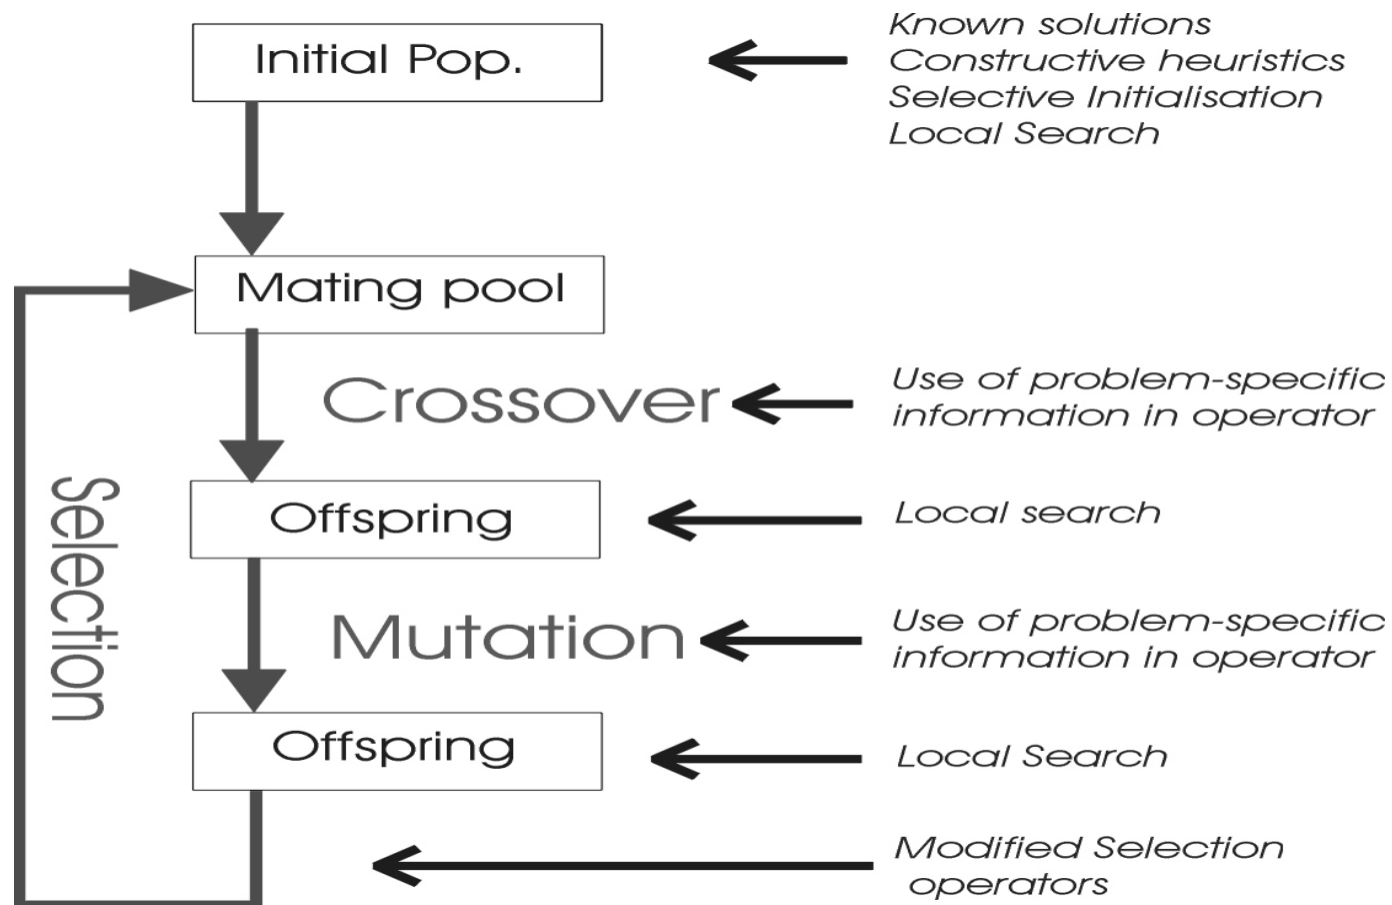 Initial Pop.
Known solutions
Constructive heuristics
Selective Initialisation
Local Search
Mating pool
Crossover
Use of problem-specific
information in operator
Selection
Offspring
Local search
Mutation
Use of problem-specific
information in operator
Offspring
Local Search
Modified Selection
operators